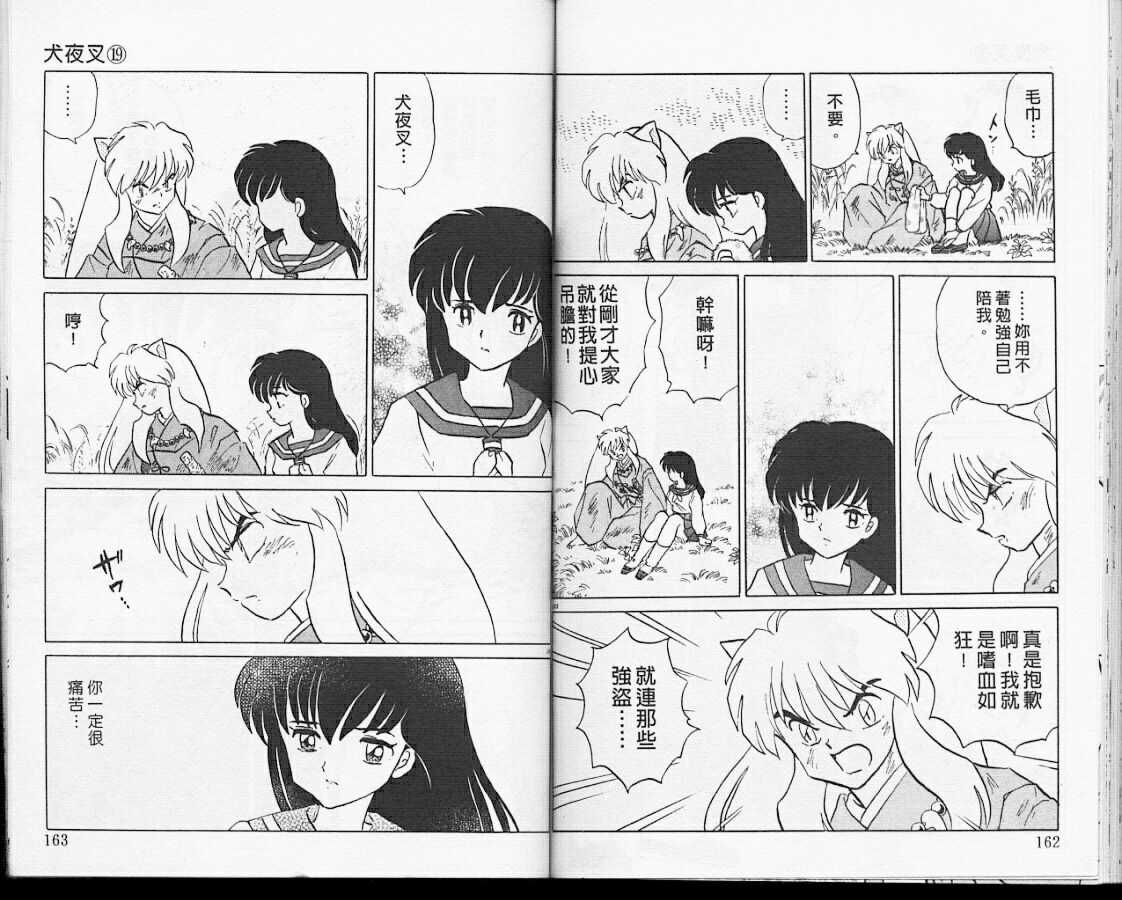 毛巾…
トン
不要。
……
……妳用不
著勉強自己
陪我。
幹嘛呀！
從剛才大家
就對我提心
吊膽的！
真是抱歉
啊！我就
是嗜血如
狂！
就連那些
強盜……
162
犬夜叉⑲
犬夜叉…
……
哼！
ザワ…
你一定很
痛苦…
163